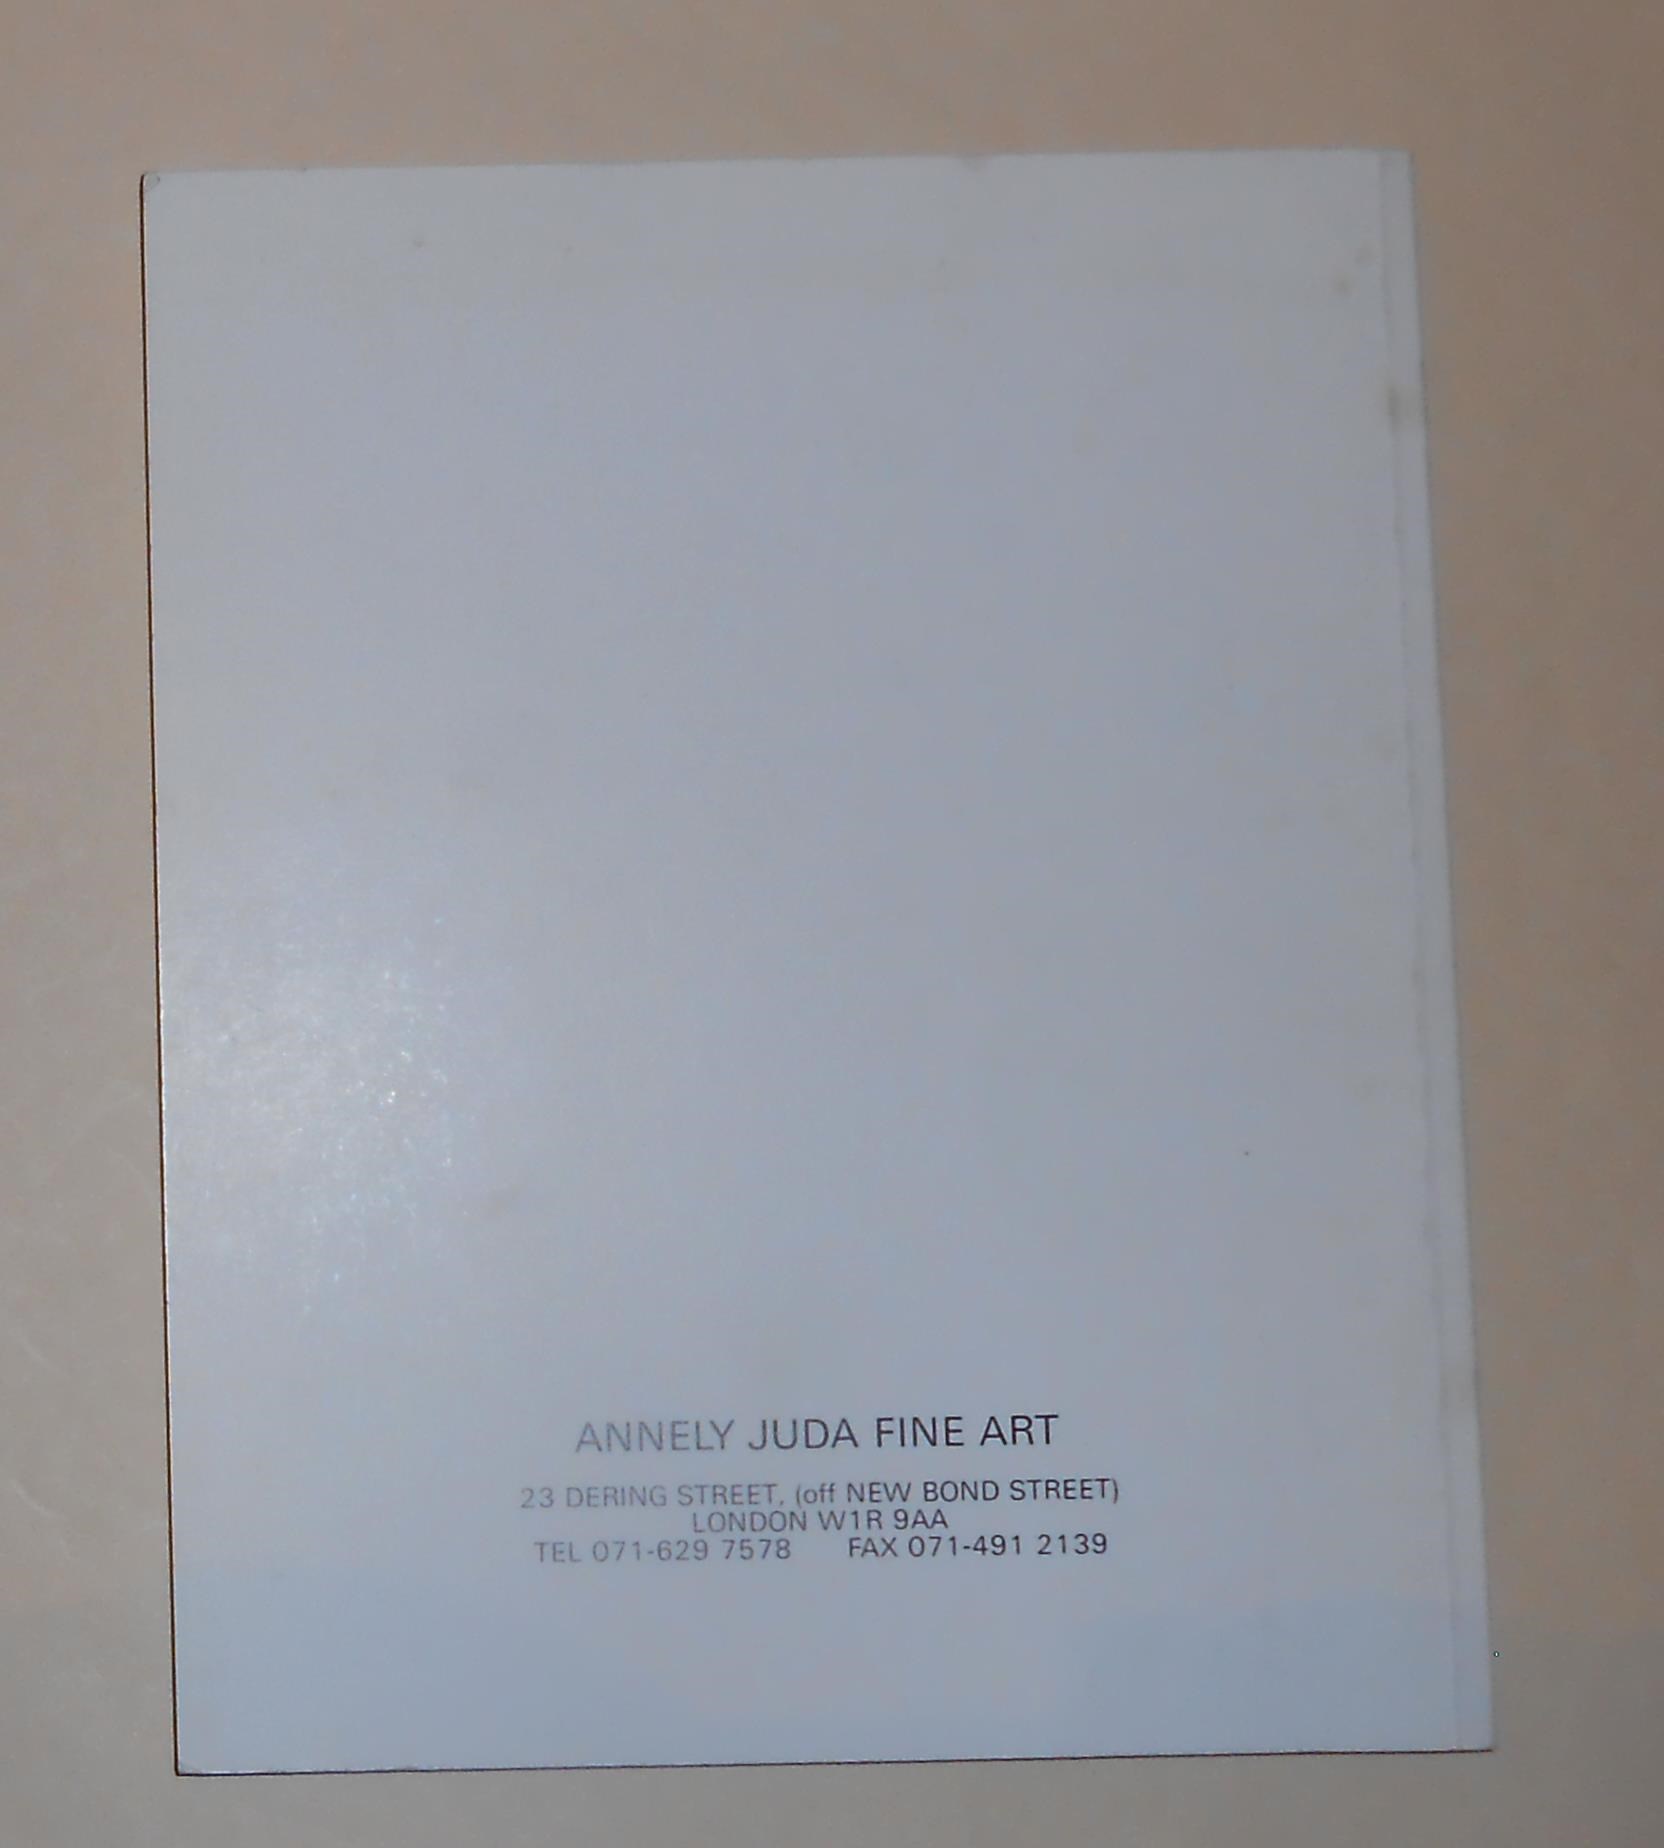 ANNELY JUDA FINE ART
23 DERING STREET, (off NEW BOND STREET)
LONDON W1R 9AA
TEL 071-629 7578 FAX 071-491 2139